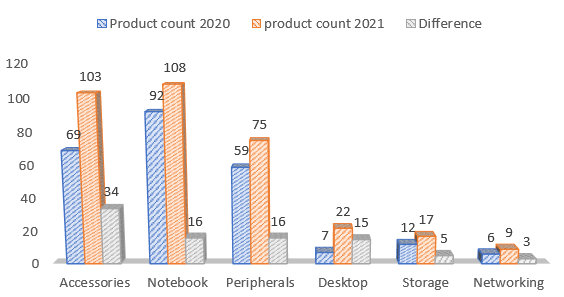 Product count 2020 product count 2021 Difference
120
100
80
60
40
20
0
69 103 34
92 108 16
59 75 16
7 22 15
12 17 5
6 9 3
Accessories Notebook Peripherals Desktop Storage Networking